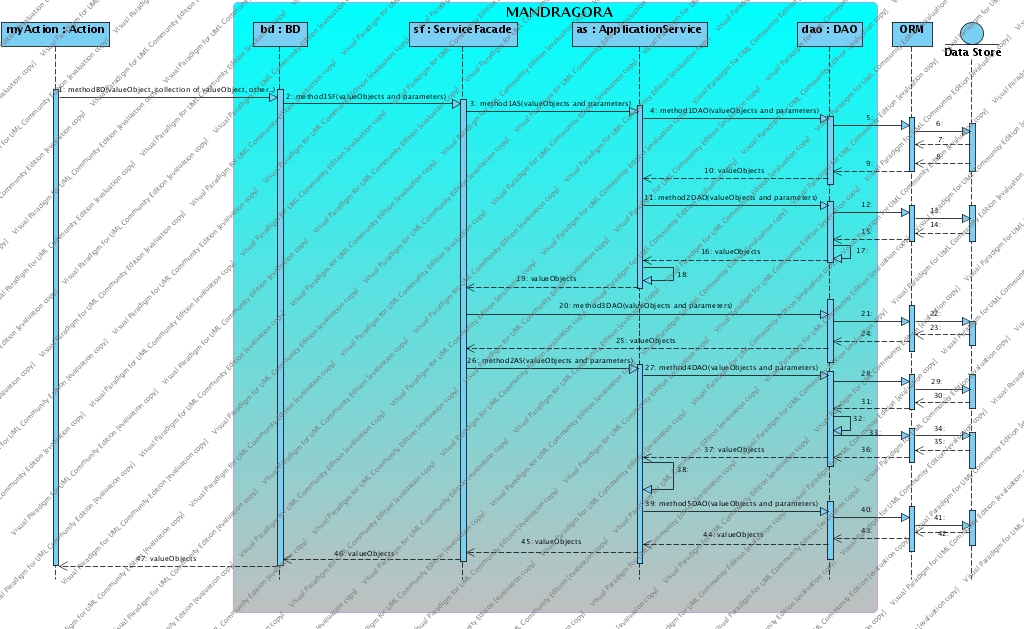 MANDRAGORA
myAction : Action
bd : BD
sf : ServiceFacade
as : ApplicationService
dao : DAO
ORM
Data Store
1: methodBD(valueObject, collection of valueObject, other..)
2: method1SF(valueObjects and parameters)
3: method1AS(valueObjects and parameters)
4: method1DAO(valueObjects and parameters)
5:
6:
7:
9:
10: valueObjects
11: method2DAO(valueObjects and parameters)
12:
13:
14:
15:
16: valueObjects
17:
18:
19: valueObjects
20: method3DAO(valueObjects and parameters)
21:
22:
23:
24:
25: valueObjects
26: method2AS(valueObjects and parameters)
27: method4DAO(valueObjects and parameters)
28:
29:
30:
31:
32:
33:
34:
35:
36:
37: valueObjects
38:
39: method5DAO(valueObjects and parameters)
40:
41:
42:
43:
44: valueObjects
45: valueObjects
46: valueObjects
47: valueObjects
Visual Paradigm for UML Community Edition [evaluation copy]